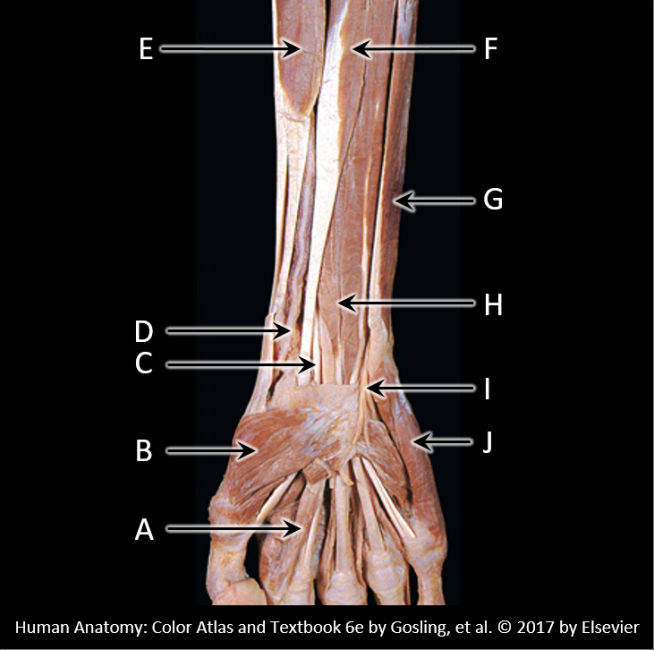 E
F
G
H
D
C
I
B
J
A
Human Anatomy: Color Atlas and Textbook 6e by Gosling, et al. © 2017 by Elsevier